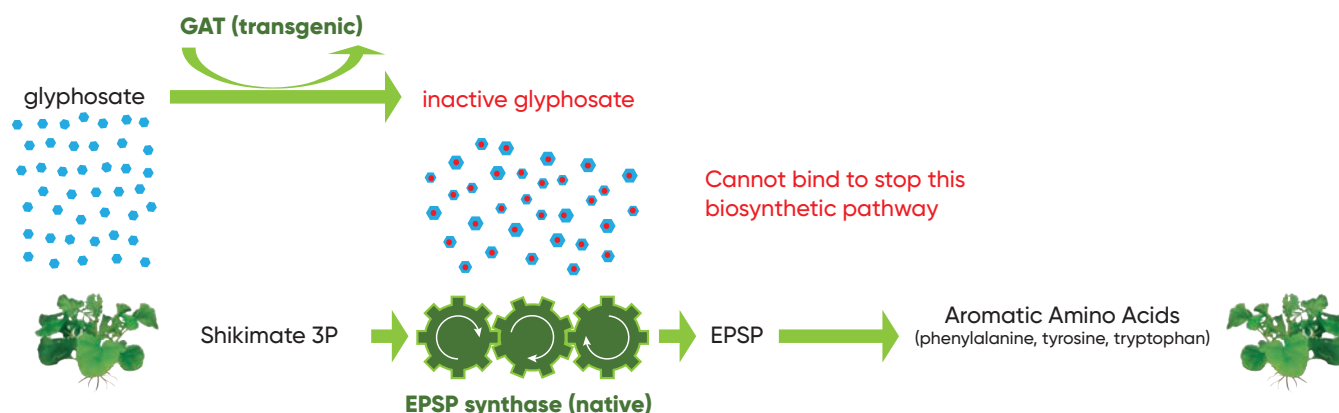 GAT (transgenic)
glyphosate
inactive glyphosate
Cannot bind to stop this
biosynthetic pathway
Shikimate 3P
EPSP
Aromatic Amino Acids
(phenylalanine, tyrosine, tryptophan)
EPSP synthase (native)